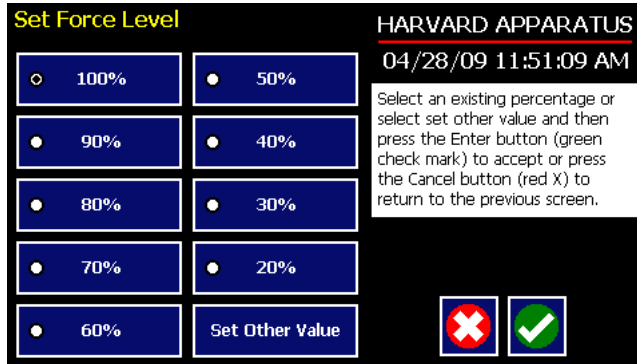 Set Force Level
HARVARD APPARATUS
04/28/09 11:51:09 AM
Select an existing percentage or
select set other value and then
press the Enter button (green
check mark) to accept or press
the Cancel button (red X) to
return to the previous screen.
100%
50%
90%
40%
80%
30%
70%
20%
60%
Set Other Value